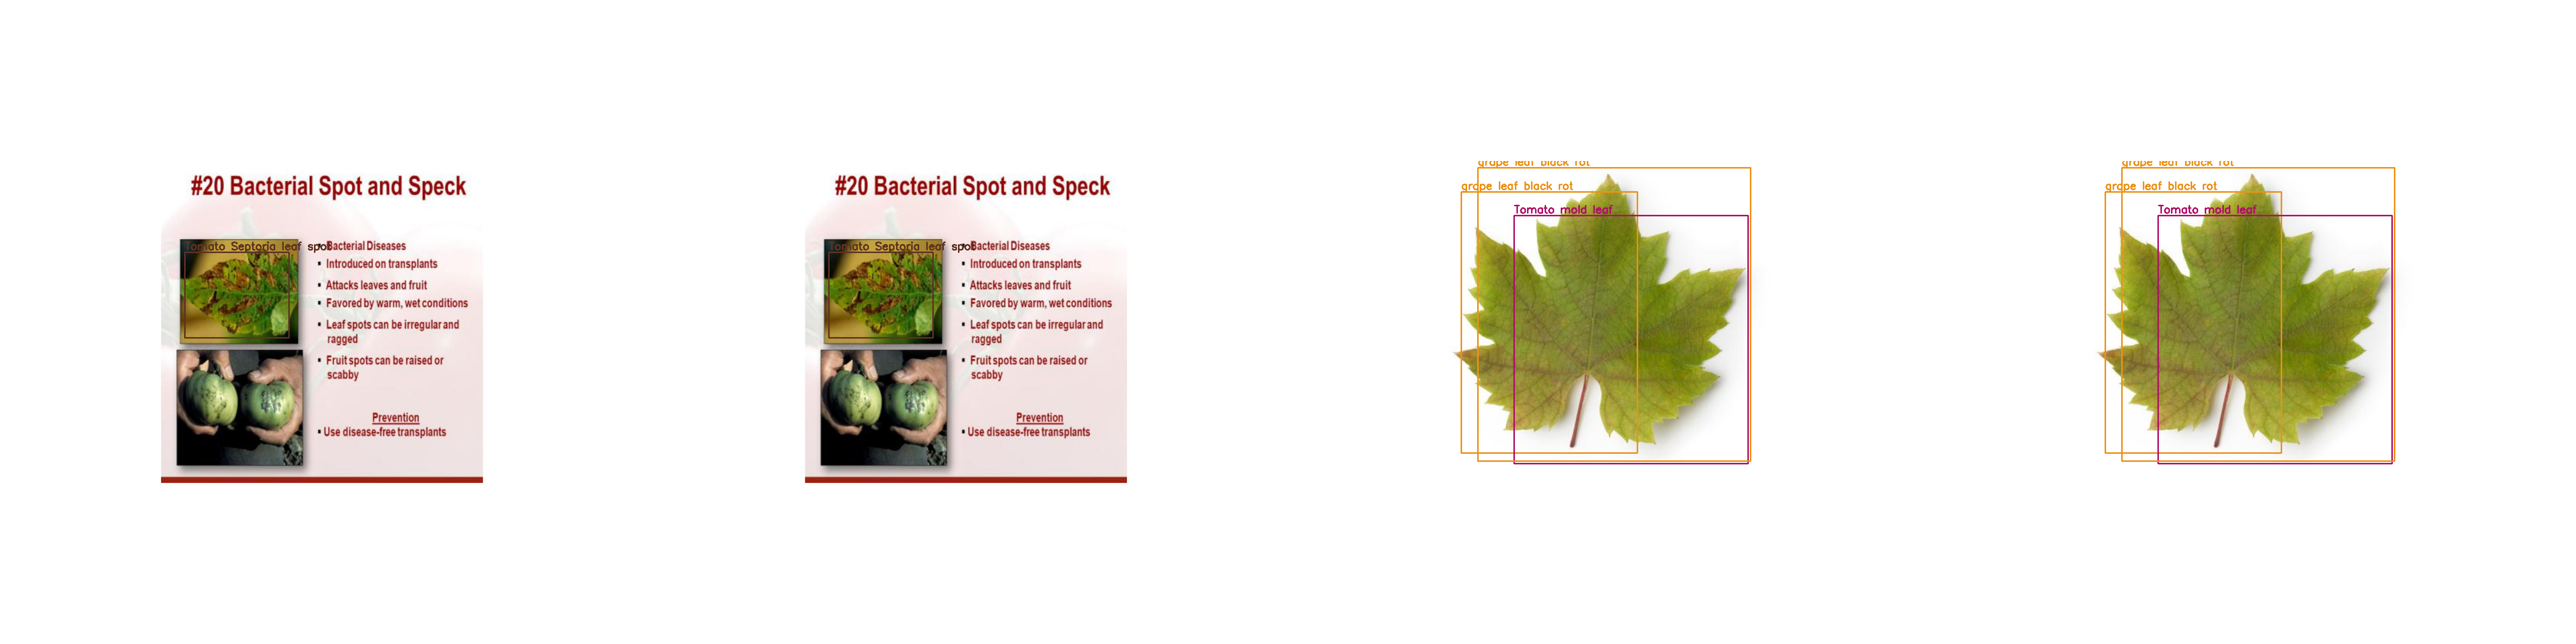 #20 Bacterial Spot and Speck
Tomato Septoria leaf spot
▪ Bacterial Diseases
▪ Introduced on transplants
▪ Attacks leaves and fruit
▪ Favored by warm, wet conditions
▪ Leaf spots can be irregular and
ragged
▪ Fruit spots can be raised or
scabby
Prevention
▪ Use disease-free transplants
#20 Bacterial Spot and Speck
Tomato Septoria leaf spot
▪ Bacterial Diseases
▪ Introduced on transplants
▪ Attacks leaves and fruit
▪ Favored by warm, wet conditions
▪ Leaf spots can be irregular and
ragged
▪ Fruit spots can be raised or
scabby
Prevention
▪ Use disease-free transplants
grape leaf black rot
grape leaf black rot
Tomato mold leaf
grape leaf black rot
grape leaf black rot
Tomato mold leaf